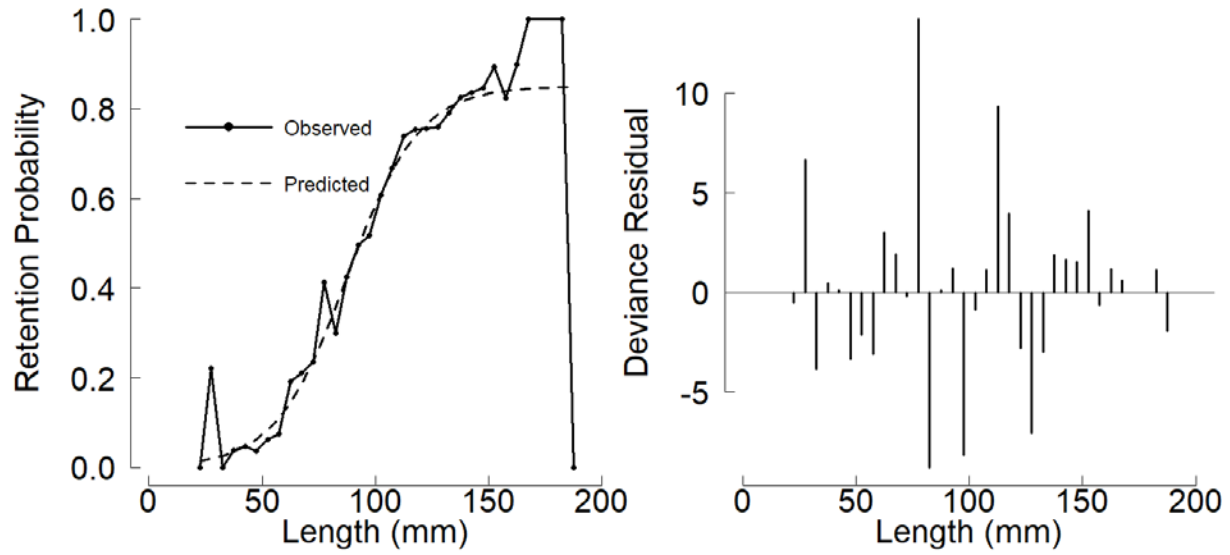 Retention Probability
1.0
0.8
0.6
0.4
0.2
0.0
Observed
Predicted
0 50 100 150 200
Length (mm)
Deviance Residual
10
5
0
-5
0 50 100 150 200
Length (mm)